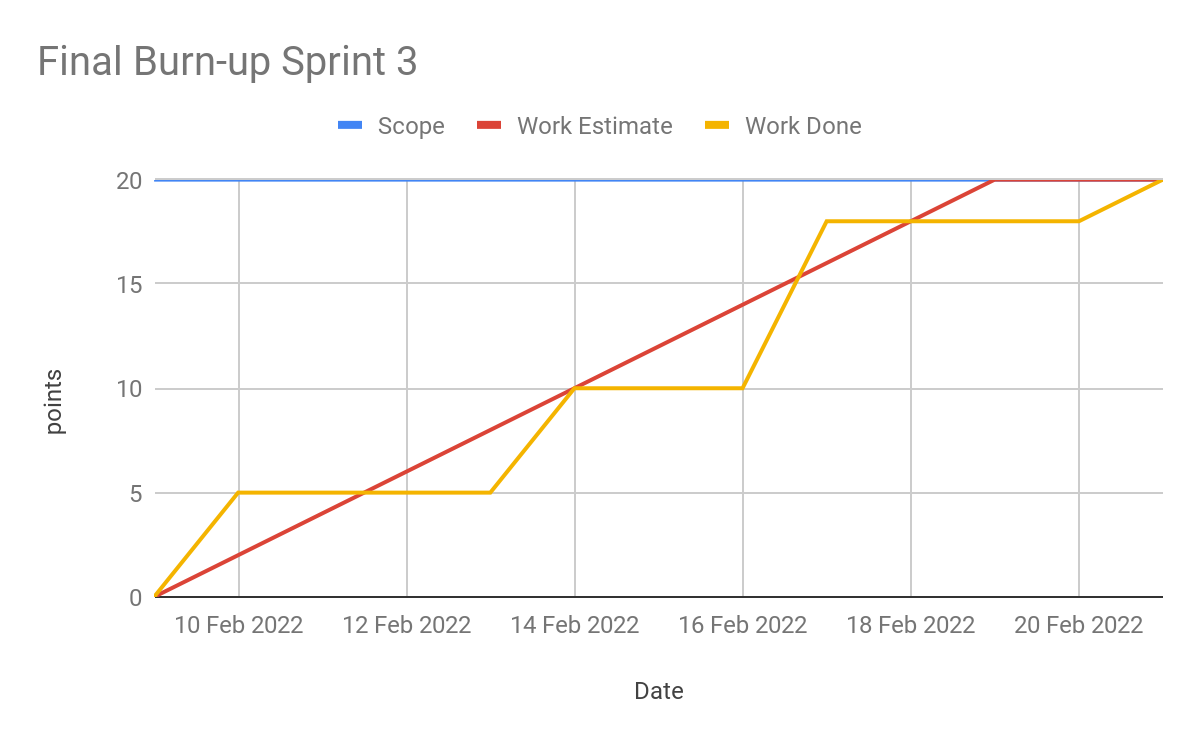 Final Burn-up Sprint 3
Scope Work Estimate Work Done
20
15
10
5
0
points
10 Feb 2022 12 Feb 2022 14 Feb 2022 16 Feb 2022 18 Feb 2022 20 Feb 2022
Date